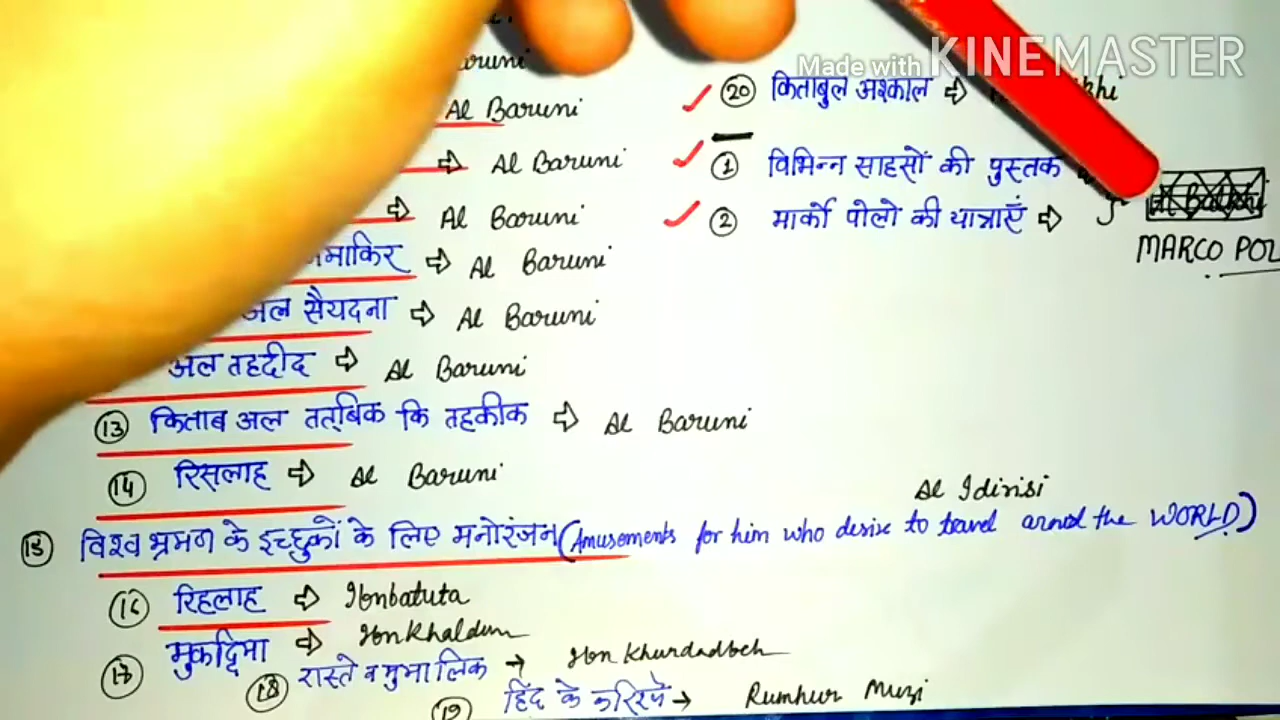 Made with KINEMASTER
Al Baruni
⇨ Al Baruni
⇨ Al Baruni
⇨ Al Baruni
अल सैयदना ⇨ Al Baruni
अल तहदीद ⇨ Al Baruni
13 किताब अल तत्बिक कि तहकीक ⇨ Al Baruni
14 रिसलाह ⇨ Al Baruni
Al Idirisi
15 विश्व भ्रमण के इच्छुकों के लिए मनोरंजन (Amusements for him who desire to travel arond the WORLD.)
16 रिहलाह ⇨ Ibnbatuta
17 मुकद्दिमा ⇨ Ibn Khaldun
18 रास्ते व मुमालिक → Ibn Khurdadbeh
19 हिंद के → Rumhur Muzi
20 किताबुल अश्काल ⇨
1 विभिन्न साहसों की पुस्तक
2 मार्को पोलो की यात्राएँ ⇨
MARCO POL